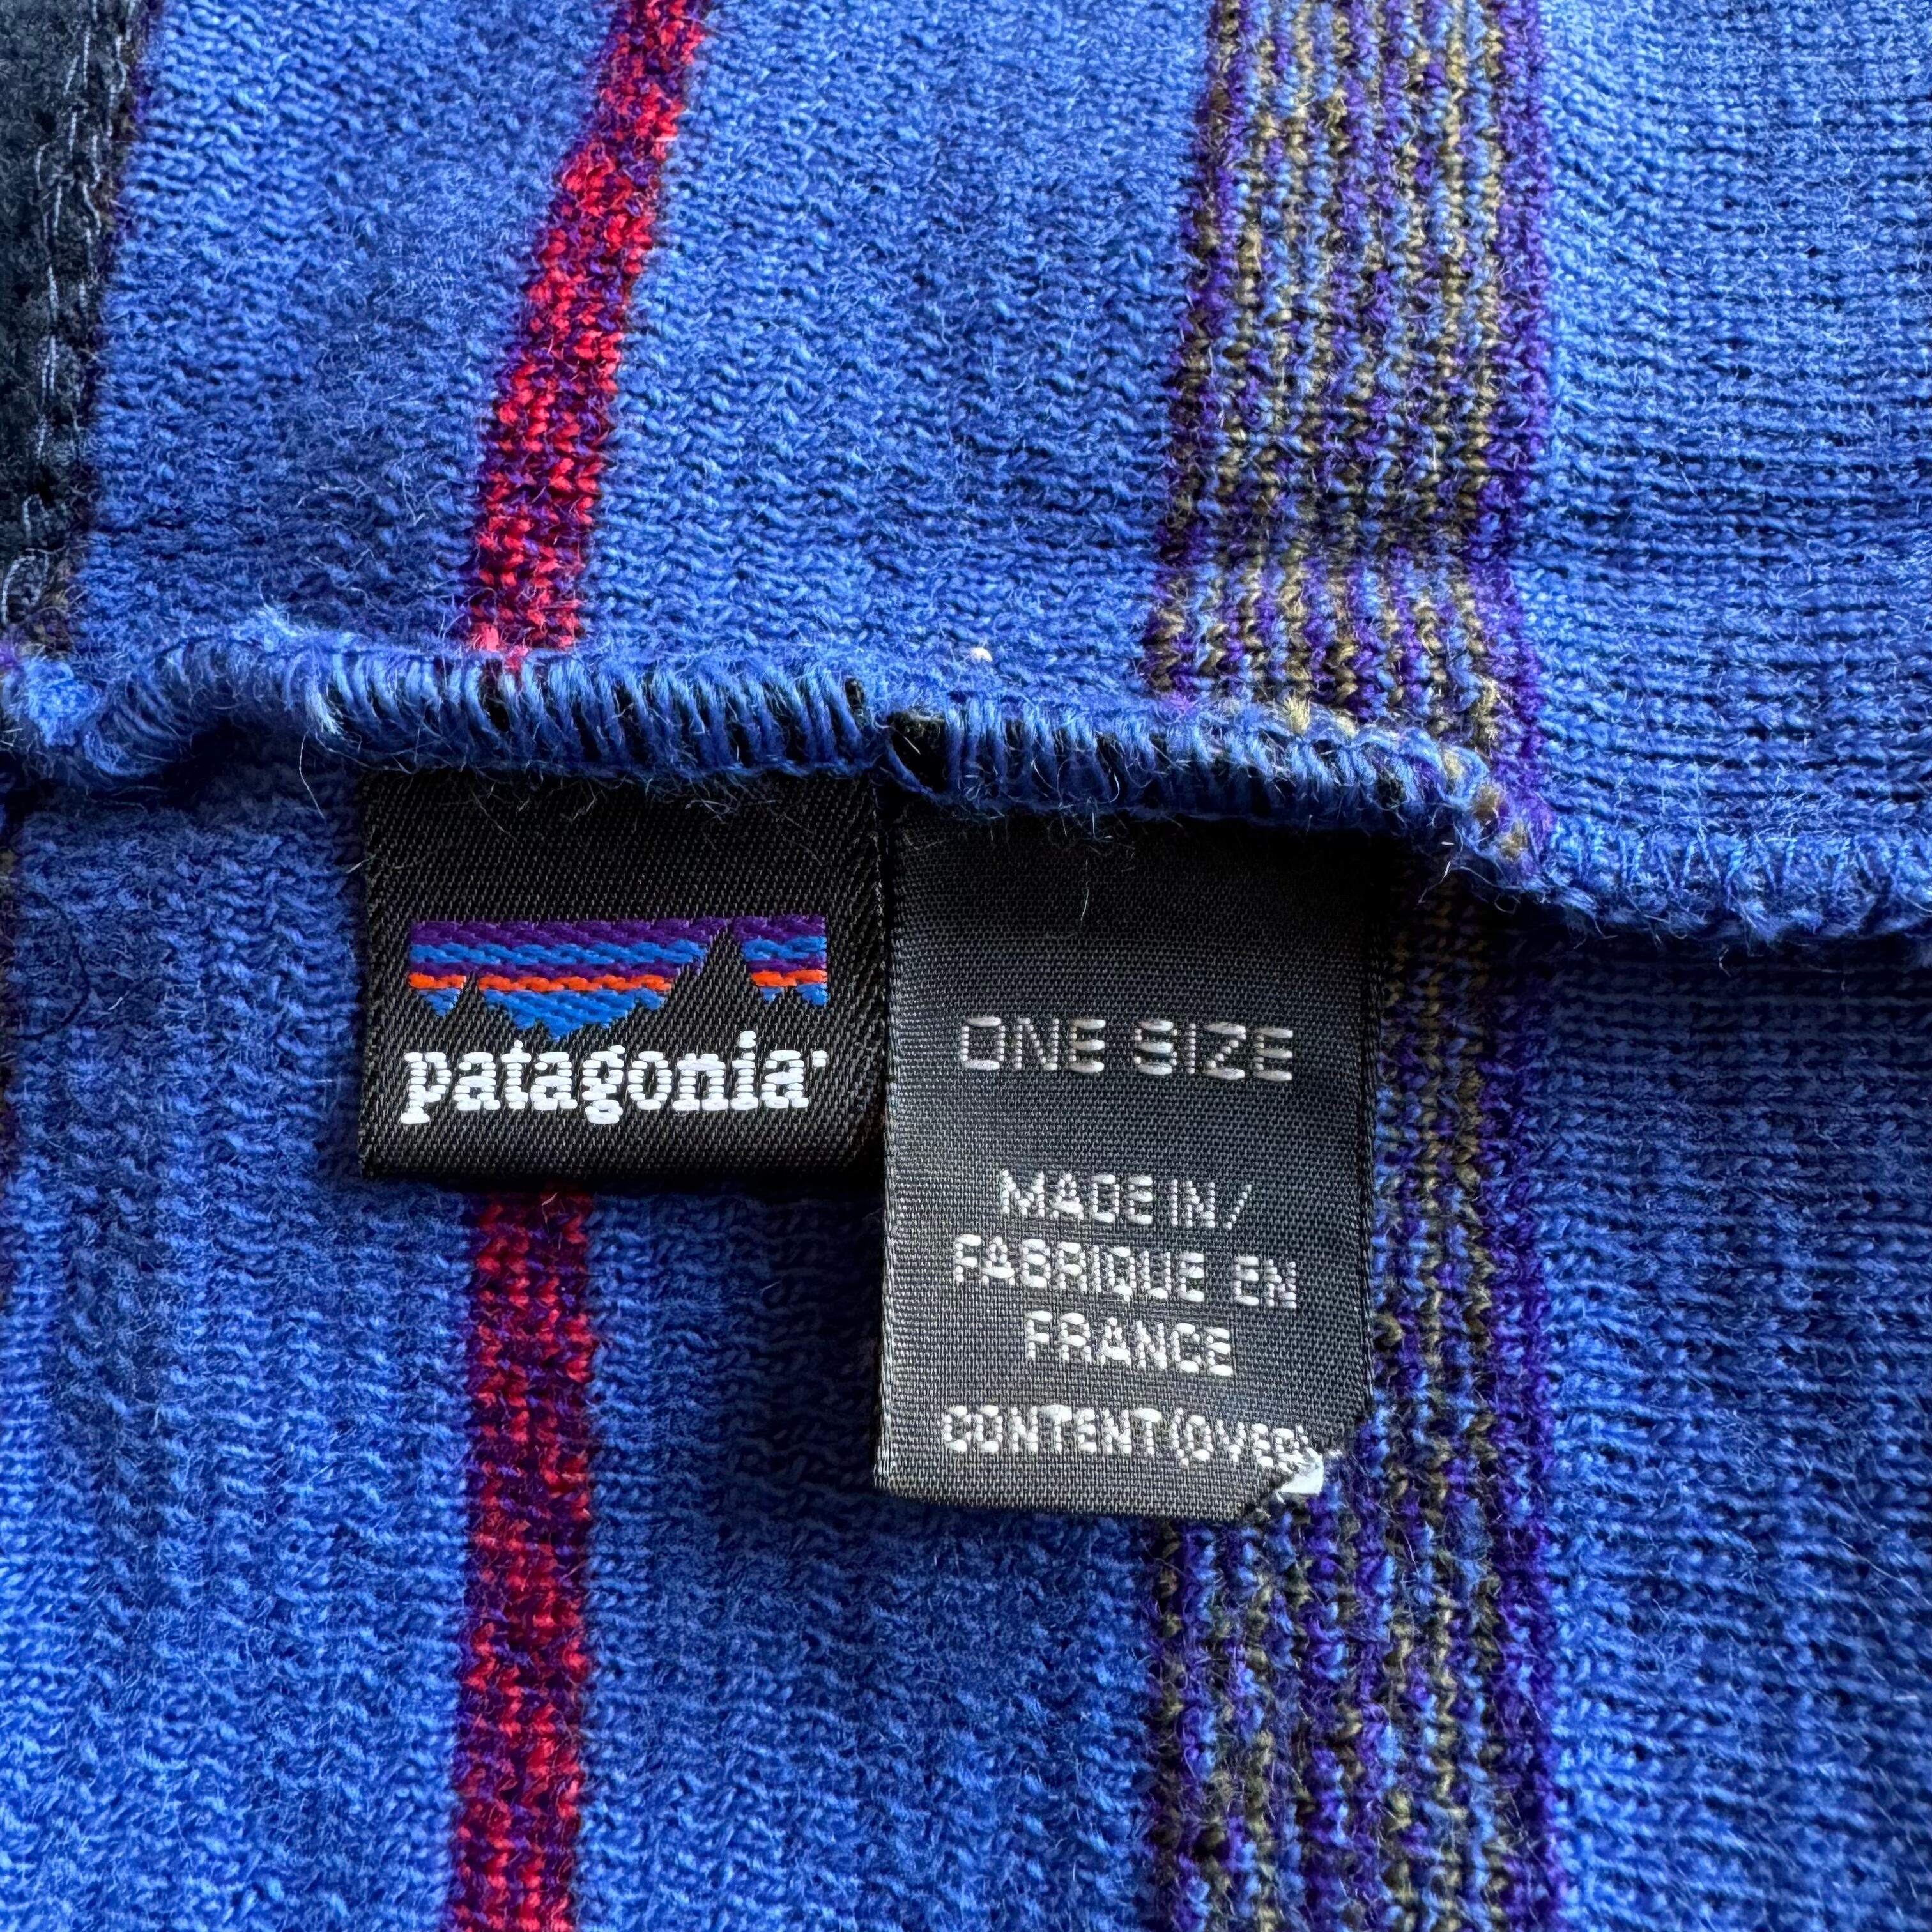 patagonia
ONE SIZE
MADE IN /
FABRIQUE EN
FRANCE
CONTENT(OVER)